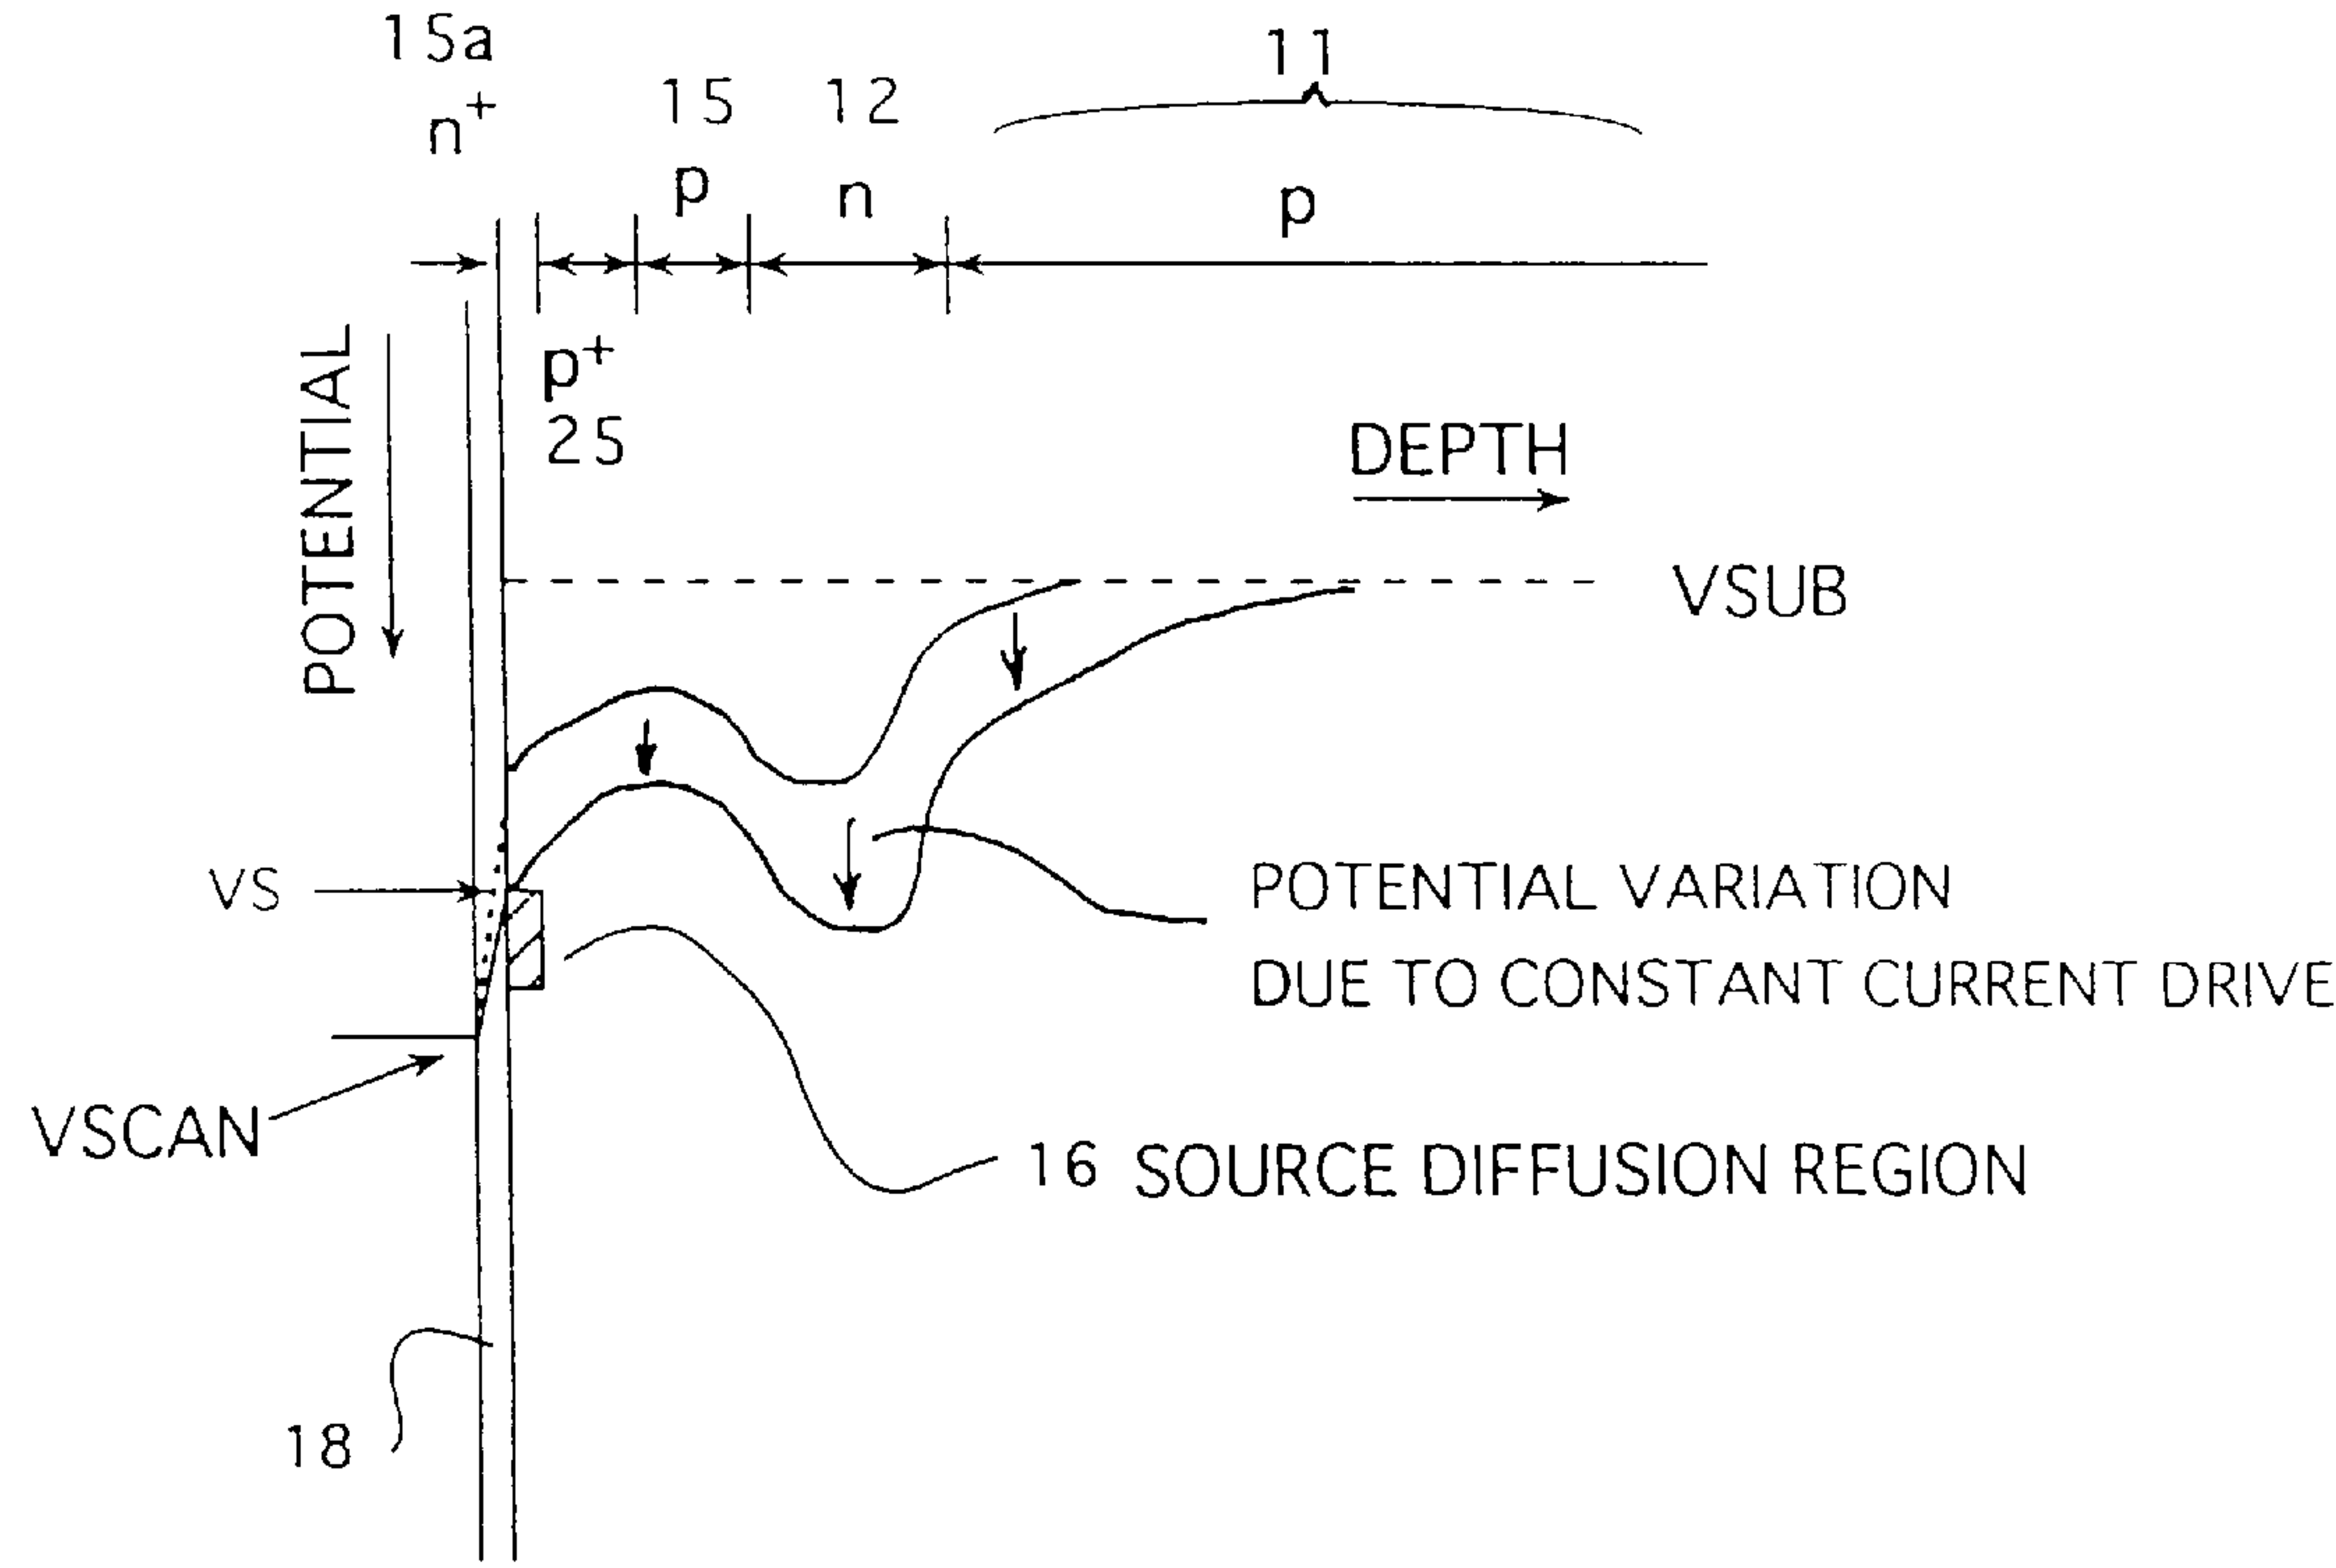 15a
n+
15
p
12
n
11
p
p+
25
POTENTIAL
DEPTH
VSUB
VS
POTENTIAL VARIATION
DUE TO CONSTANT CURRENT DRIVE
VSCAN
16 SOURCE DIFFUSION REGION
18